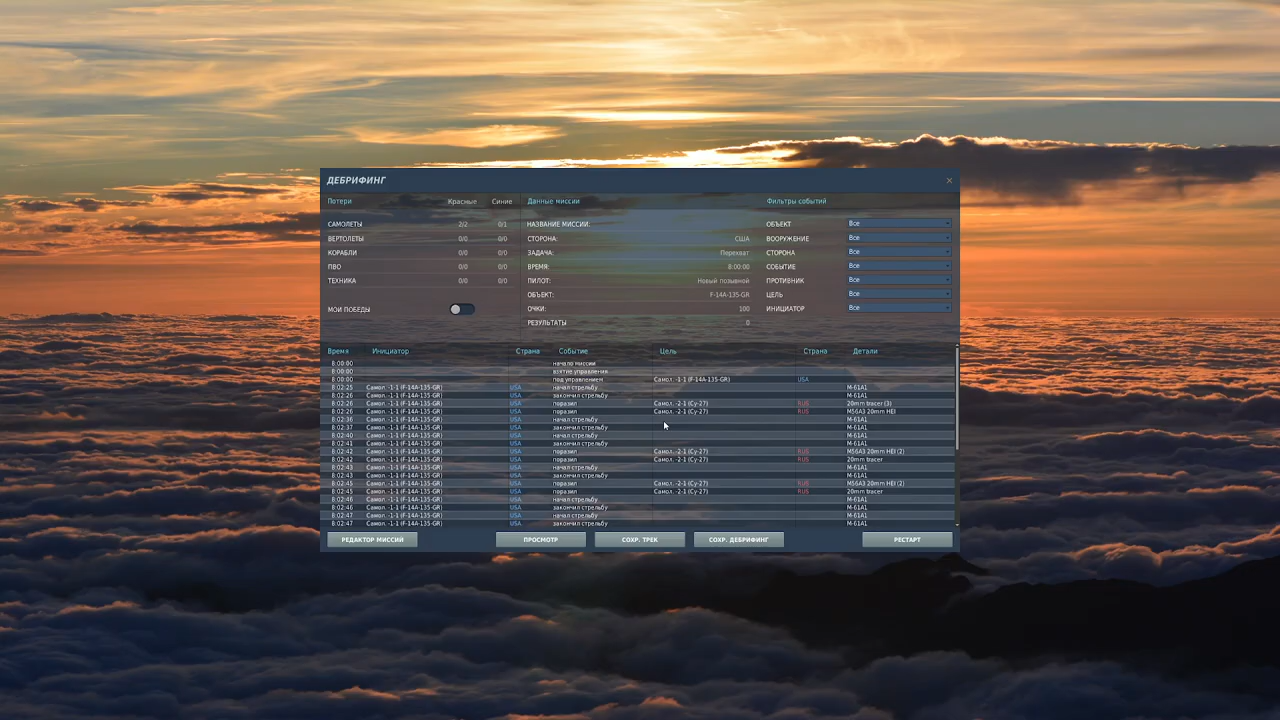 ДЕБРИФИНГ
Потери Красные Синие Данные миссии Фильтры событий
САМОЛЕТЫ 2/2 0/1 НАЗВАНИЕ МИССИИ: ОБЪЕКТ Все
ВЕРТОЛЕТЫ 0/0 0/0 СТОРОНА: США ВООРУЖЕНИЕ Все
КОРАБЛИ 0/0 0/0 ЗАДАЧА: Перехват СТОРОНА Все
ПВО 0/0 0/0 ВРЕМЯ: 8:00:00 СОБЫТИЕ Все
ТЕХНИКА 0/0 0/0 ПИЛОТ: Новый позывной ПРОТИВНИК Все
ОБЪЕКТ: F-14A-135-GR ЦЕЛЬ Все
МОИ ПОБЕДЫ ОЧКИ: 100 ИНИЦИАТОР Все
РЕЗУЛЬТАТЫ 0
Время Инициатор Страна Событие Цель Страна Детали
8:00:00 начало миссии
8:00:00 взятие управления
8:00:00 под управлением Самол. -1-1 (F-14A-135-GR) USA
8:02:25 Самол. -1-1 (F-14A-135-GR) USA начал стрельбу M-61A1
8:02:26 Самол. -1-1 (F-14A-135-GR) USA закончил стрельбу M-61A1
8:02:26 Самол. -1-1 (F-14A-135-GR) USA поразил Самол. -2-1 (Су-27) RUS 20mm tracer (3)
8:02:26 Самол. -1-1 (F-14A-135-GR) USA поразил Самол. -2-1 (Су-27) RUS M56A3 20mm HEI
8:02:36 Самол. -1-1 (F-14A-135-GR) USA начал стрельбу M-61A1
8:02:37 Самол. -1-1 (F-14A-135-GR) USA закончил стрельбу M-61A1
8:02:40 Самол. -1-1 (F-14A-135-GR) USA начал стрельбу M-61A1
8:02:41 Самол. -1-1 (F-14A-135-GR) USA закончил стрельбу M-61A1
8:02:42 Самол. -1-1 (F-14A-135-GR) USA поразил Самол. -2-1 (Су-27) RUS M56A3 20mm HEI (2)
8:02:42 Самол. -1-1 (F-14A-135-GR) USA поразил Самол. -2-1 (Су-27) RUS 20mm tracer
8:02:43 Самол. -1-1 (F-14A-135-GR) USA начал стрельбу M-61A1
8:02:43 Самол. -1-1 (F-14A-135-GR) USA закончил стрельбу M-61A1
8:02:45 Самол. -1-1 (F-14A-135-GR) USA поразил Самол. -2-1 (Су-27) RUS M56A3 20mm HEI (2)
8:02:45 Самол. -1-1 (F-14A-135-GR) USA поразил Самол. -2-1 (Су-27) RUS 20mm tracer
8:02:46 Самол. -1-1 (F-14A-135-GR) USA начал стрельбу M-61A1
8:02:46 Самол. -1-1 (F-14A-135-GR) USA закончил стрельбу M-61A1
8:02:47 Самол. -1-1 (F-14A-135-GR) USA начал стрельбу M-61A1
8:02:47 Самол. -1-1 (F-14A-135-GR) USA закончил стрельбу M-61A1
РЕДАКТОР МИССИЙ ПРОСМОТР СОХР. ТРЕК СОХР. ДЕБРИФИНГ РЕСТАРТ